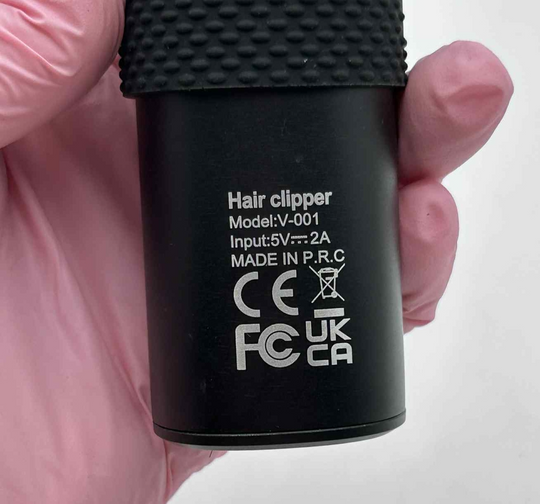 Hair clipper
Model:V-001
Input:5V⎓2A
MADE IN P.R.C
CE
FC UK
CA